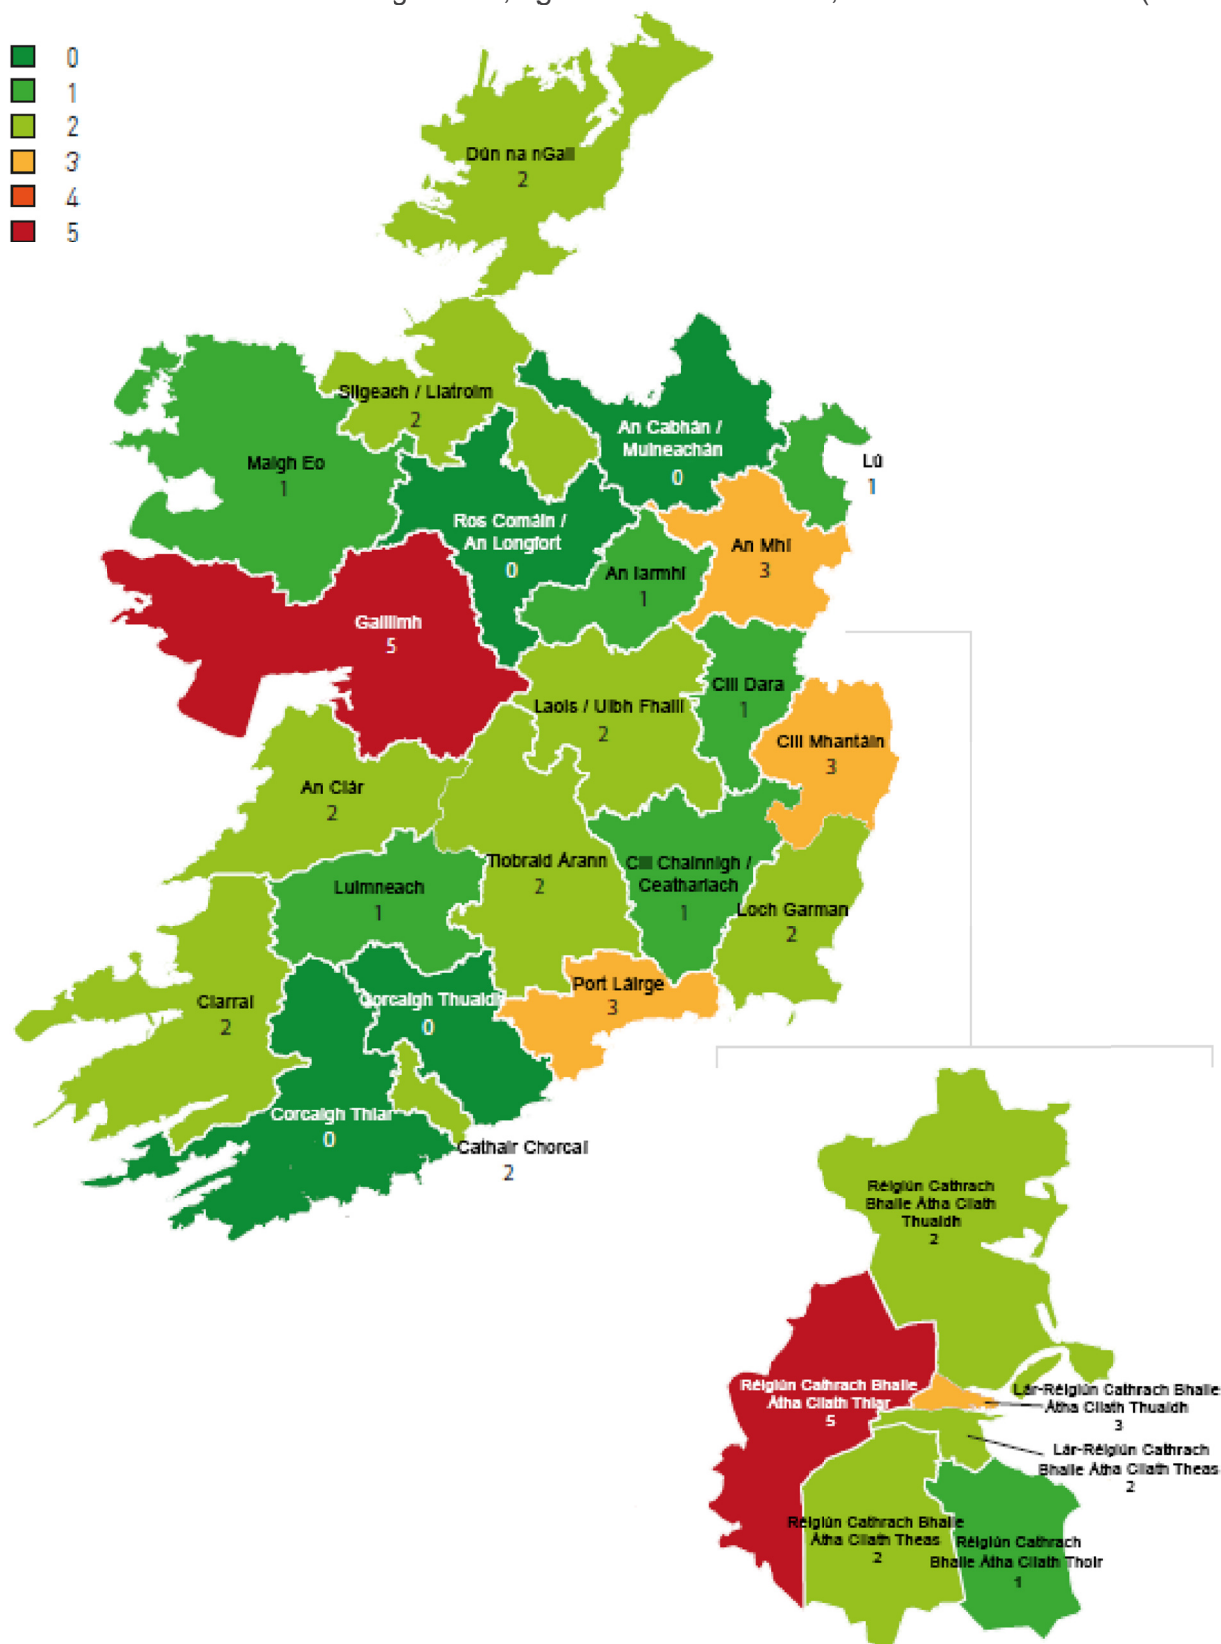 0
1
2
3
4
5
Dún na nGall
2
Sligeach / Liatroim
2
An Cabhán /
Muineachán
0
Lú
1
Maigh Eo
1
Ros Comáin /
An Longfort
0
An Mhí
3
An Iarmhí
1
Gaillimh
5
Cill Dara
1
Laois / Uíbh Fhailí
2
Cill Mhantáin
3
An Clár
2
Tiobraid Árann
2
Cill Chainnigh /
Ceatharlach
1
Luimneach
1
Loch Garman
2
Port Láirge
3
Ciarraí
2
Corcaigh Thuaidh
0
Corcaigh Thiar
0
Cathair Chorcaí
2
Réigiún Cathrach
Bhaile Átha Cliath
Thuaidh
2
Réigiún Cathrach Bhaile
Átha Cliath Thiar
5
Lár-Réigiún Cathrach Bhaile
Átha Cliath Thuaidh
3
Lár-Réigiún Cathrach
Bhaile Átha Cliath Theas
2
Réigiún Cathrach Bhaile
Átha Cliath Theas
2
Réigiún Cathrach
Bhaile Átha Cliath Thoir
1